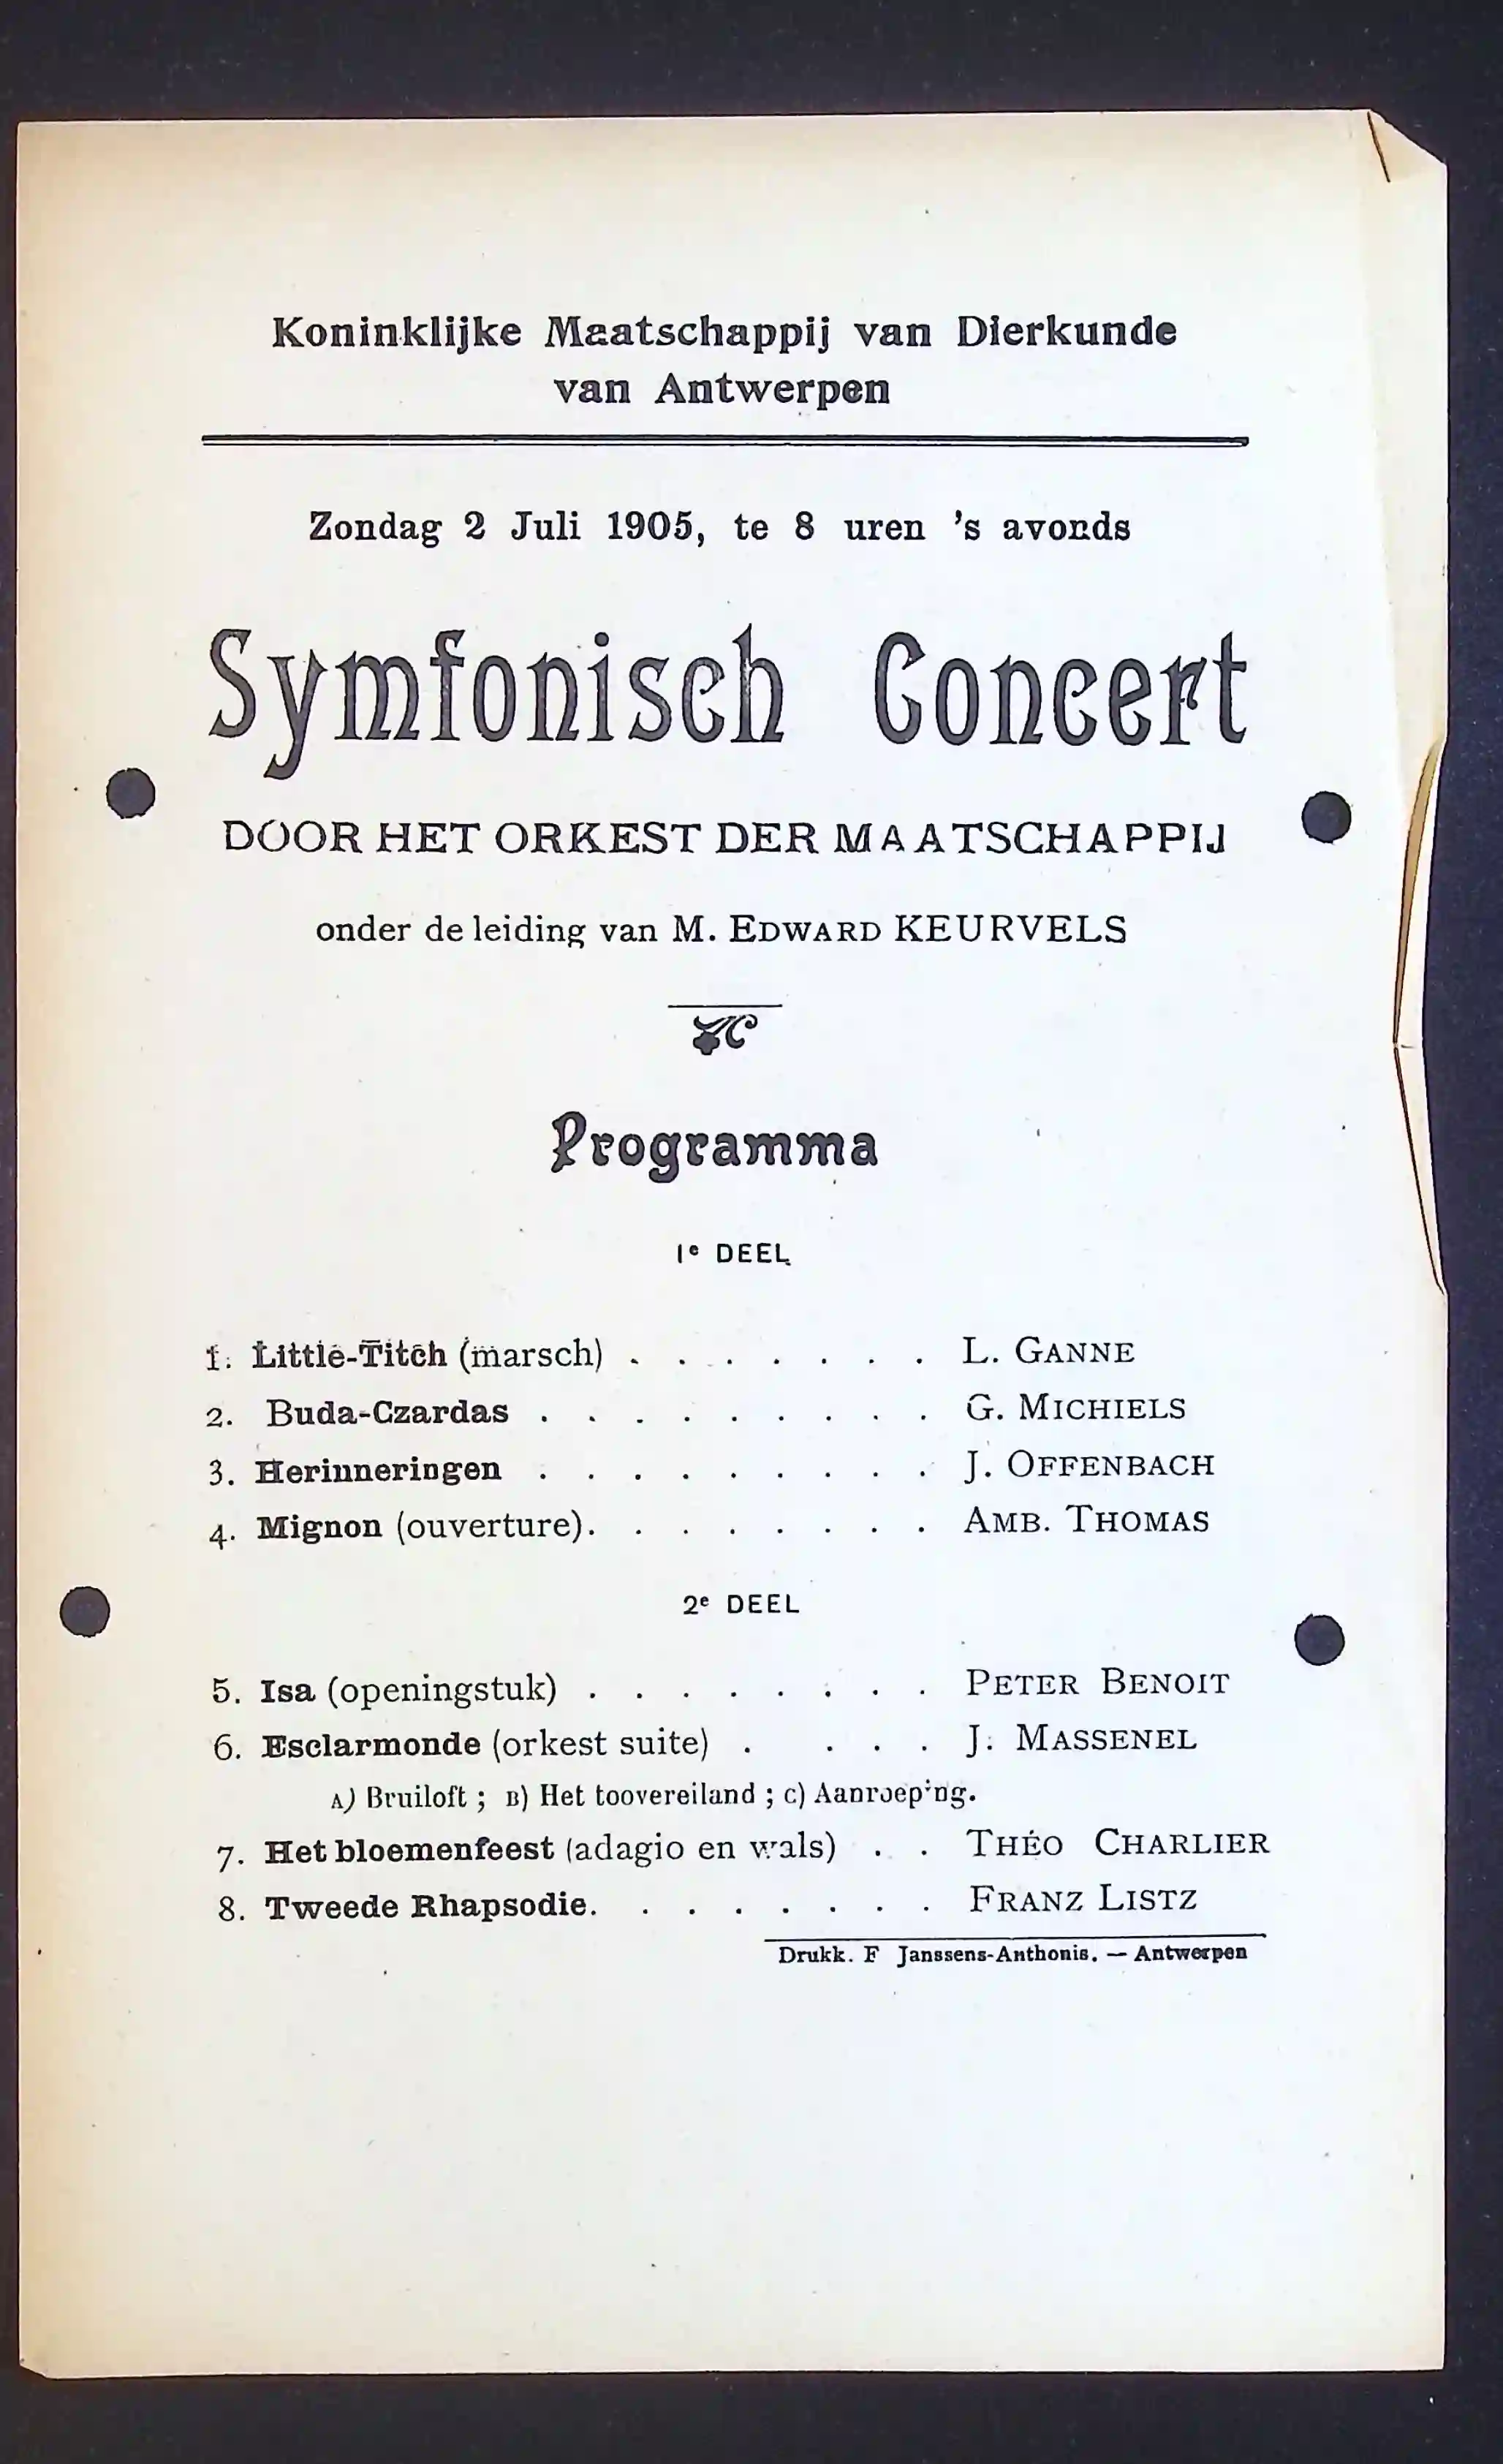 Koninklijke Maatschappij van Dierkunde
van Antwerpen
Zondag 2 Juli 1905, te 8 uren 's avonds
Symfonisch Concert
DOOR HET ORKEST DER MAATSCHAPPIJ
onder de leiding van M. EDWARD KEURVELS
Programma
1e DEEL
1. Little-Titch (marsch) . . . . . . . L. GANNE
2. Buda-Czardas . . . . . . . . . G. MICHIELS
3. Herinneringen . . . . . . . . . J. OFFENBACH
4. Mignon (ouverture). . . . . . . . AMB. THOMAS
2e DEEL
5. Isa (openingstuk) . . . . . . . . PETER BENOIT
6. Esclarmonde (orkest suite) . . . . J. MASSENEL
A) Bruiloft ; B) Het toovereiland ; C) Aanroeping.
7. Het bloemenfeest (adagio en wals) . . THÉO CHARLIER
8. Tweede Rhapsodie. . . . . . . . FRANZ LISTZ
Drukk. F Janssens-Anthonis. — Antwerpen